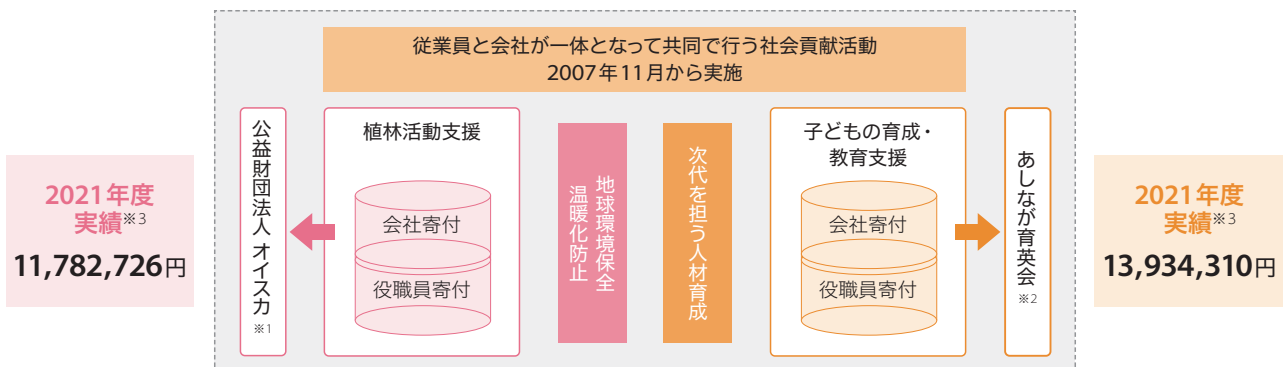 従業員と会社が一体となって共同で行う社会貢献活動
2007年11月から実施
2021年度
実績※3
11,782,726円
公益財団法人 オイスカ
※1
植林活動支援
会社寄付
役職員寄付
地球環境保全
温暖化防止
次代を担う人材育成
子どもの育成・
教育支援
会社寄付
役職員寄付
あしなが育英会
※2
2021年度
実績※3
13,934,310円